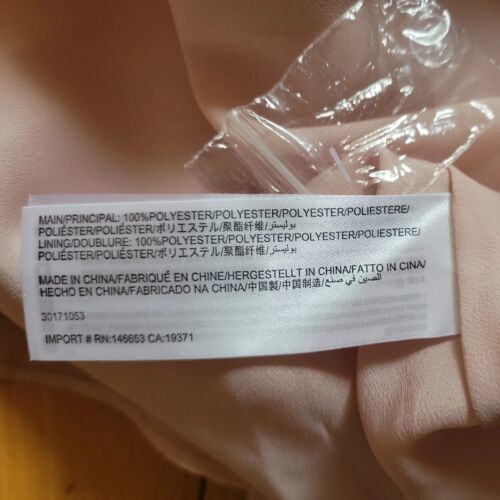 MAIN/PRINCIPAL: 100%POLYESTER/POLYESTER/POLYESTER/POLIESTERE/
POLIÉSTER/POLIÉSTER/ポリエステル/聚酯纤维/بوليستر
LINING/DOUBLURE: 100%POLYESTER/POLYESTER/POLYESTER/POLIESTERE/
POLIÉSTER/POLIÉSTER/ポリエステル/聚酯纤维/بوليستر
MADE IN CHINA/FABRIQUÉ EN CHINE/HERGESTELLT IN CHINA/FATTO IN CINA/
HECHO EN CHINA/FABRICADO NA CHINA/中国製/中国制造/الصين في صنع
30171053
IMPORT # RN:146653 CA:19371